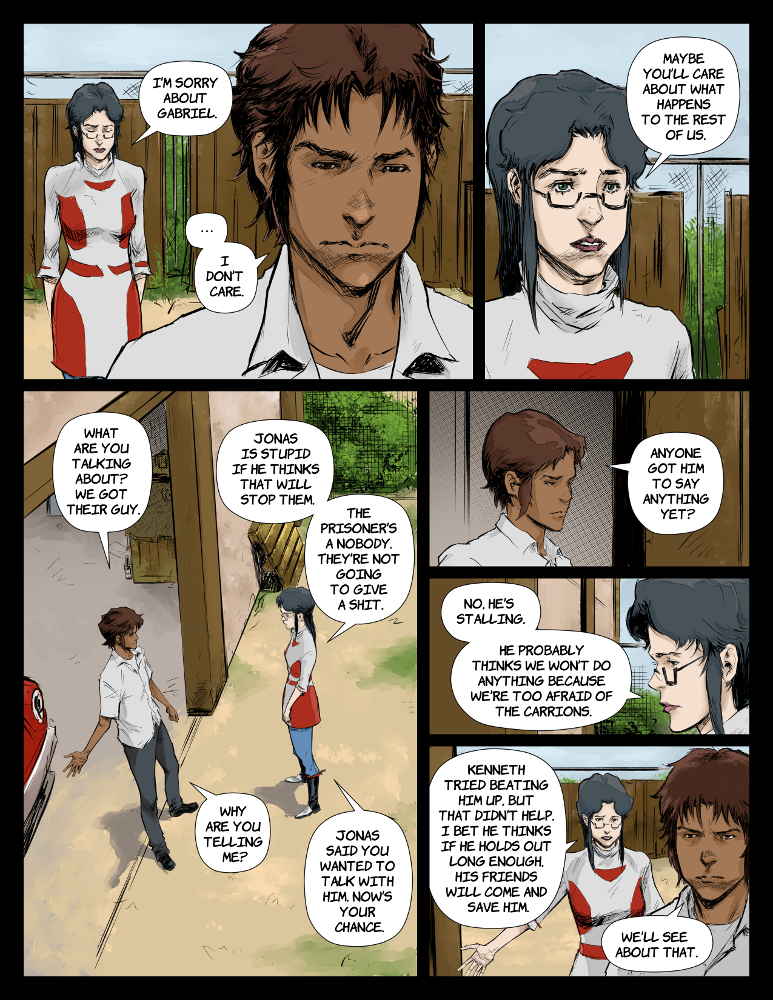 I'M SORRY
ABOUT
GABRIEL.
...
I
DON'T
CARE.
MAYBE
YOU'LL CARE
ABOUT WHAT
HAPPENS
TO THE REST
OF US.
WHAT
ARE YOU
TALKING
ABOUT?
WE GOT
THEIR GUY.
JONAS
IS STUPID
IF HE THINKS
THAT WILL
STOP THEM.
THE
PRISONER'S
A NOBODY.
THEY'RE NOT
GOING
TO GIVE
A SHIT.
WHY
ARE YOU
TELLING
ME?
JONAS
SAID YOU
WANTED TO
TALK WITH
HIM. NOW'S
YOUR
CHANCE.
ANYONE
GOT HIM
TO SAY
ANYTHING
YET?
NO, HE'S
STALLING.
HE PROBABLY
THINKS WE WON'T DO
ANYTHING BECAUSE
WE'RE TOO AFRAID OF
THE CARRIONS.
KENNETH
TRIED BEATING
HIM UP, BUT
THAT DIDN'T HELP.
I BET HE THINKS
IF HE HOLDS OUT
LONG ENOUGH,
HIS FRIENDS
WILL COME AND
SAVE HIM.
WE'LL SEE
ABOUT THAT.